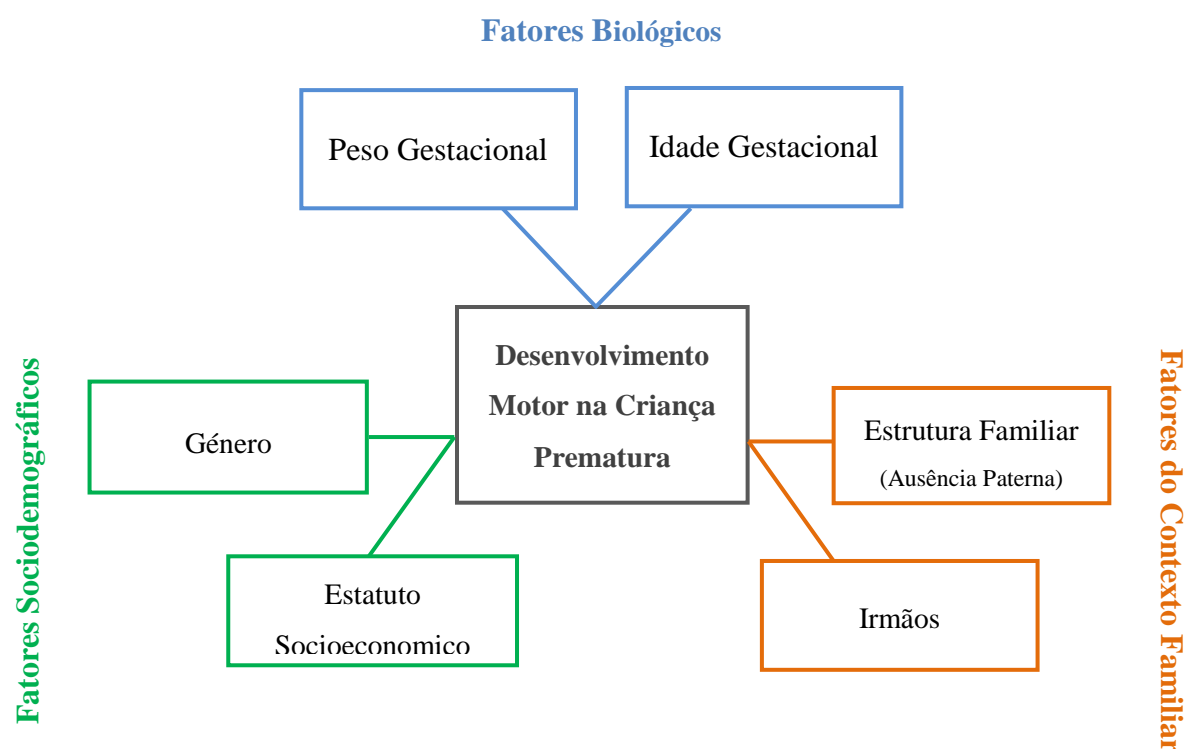 Fatores Biológicos
Peso Gestacional
Idade Gestacional
Desenvolvimento
Motor na Criança
Prematura
Fatores Sociodemográficos
Género
Estatuto
Socioeconomico
Estrutura Familiar
(Ausência Paterna)
Irmãos
Fatores do Contexto Familiar